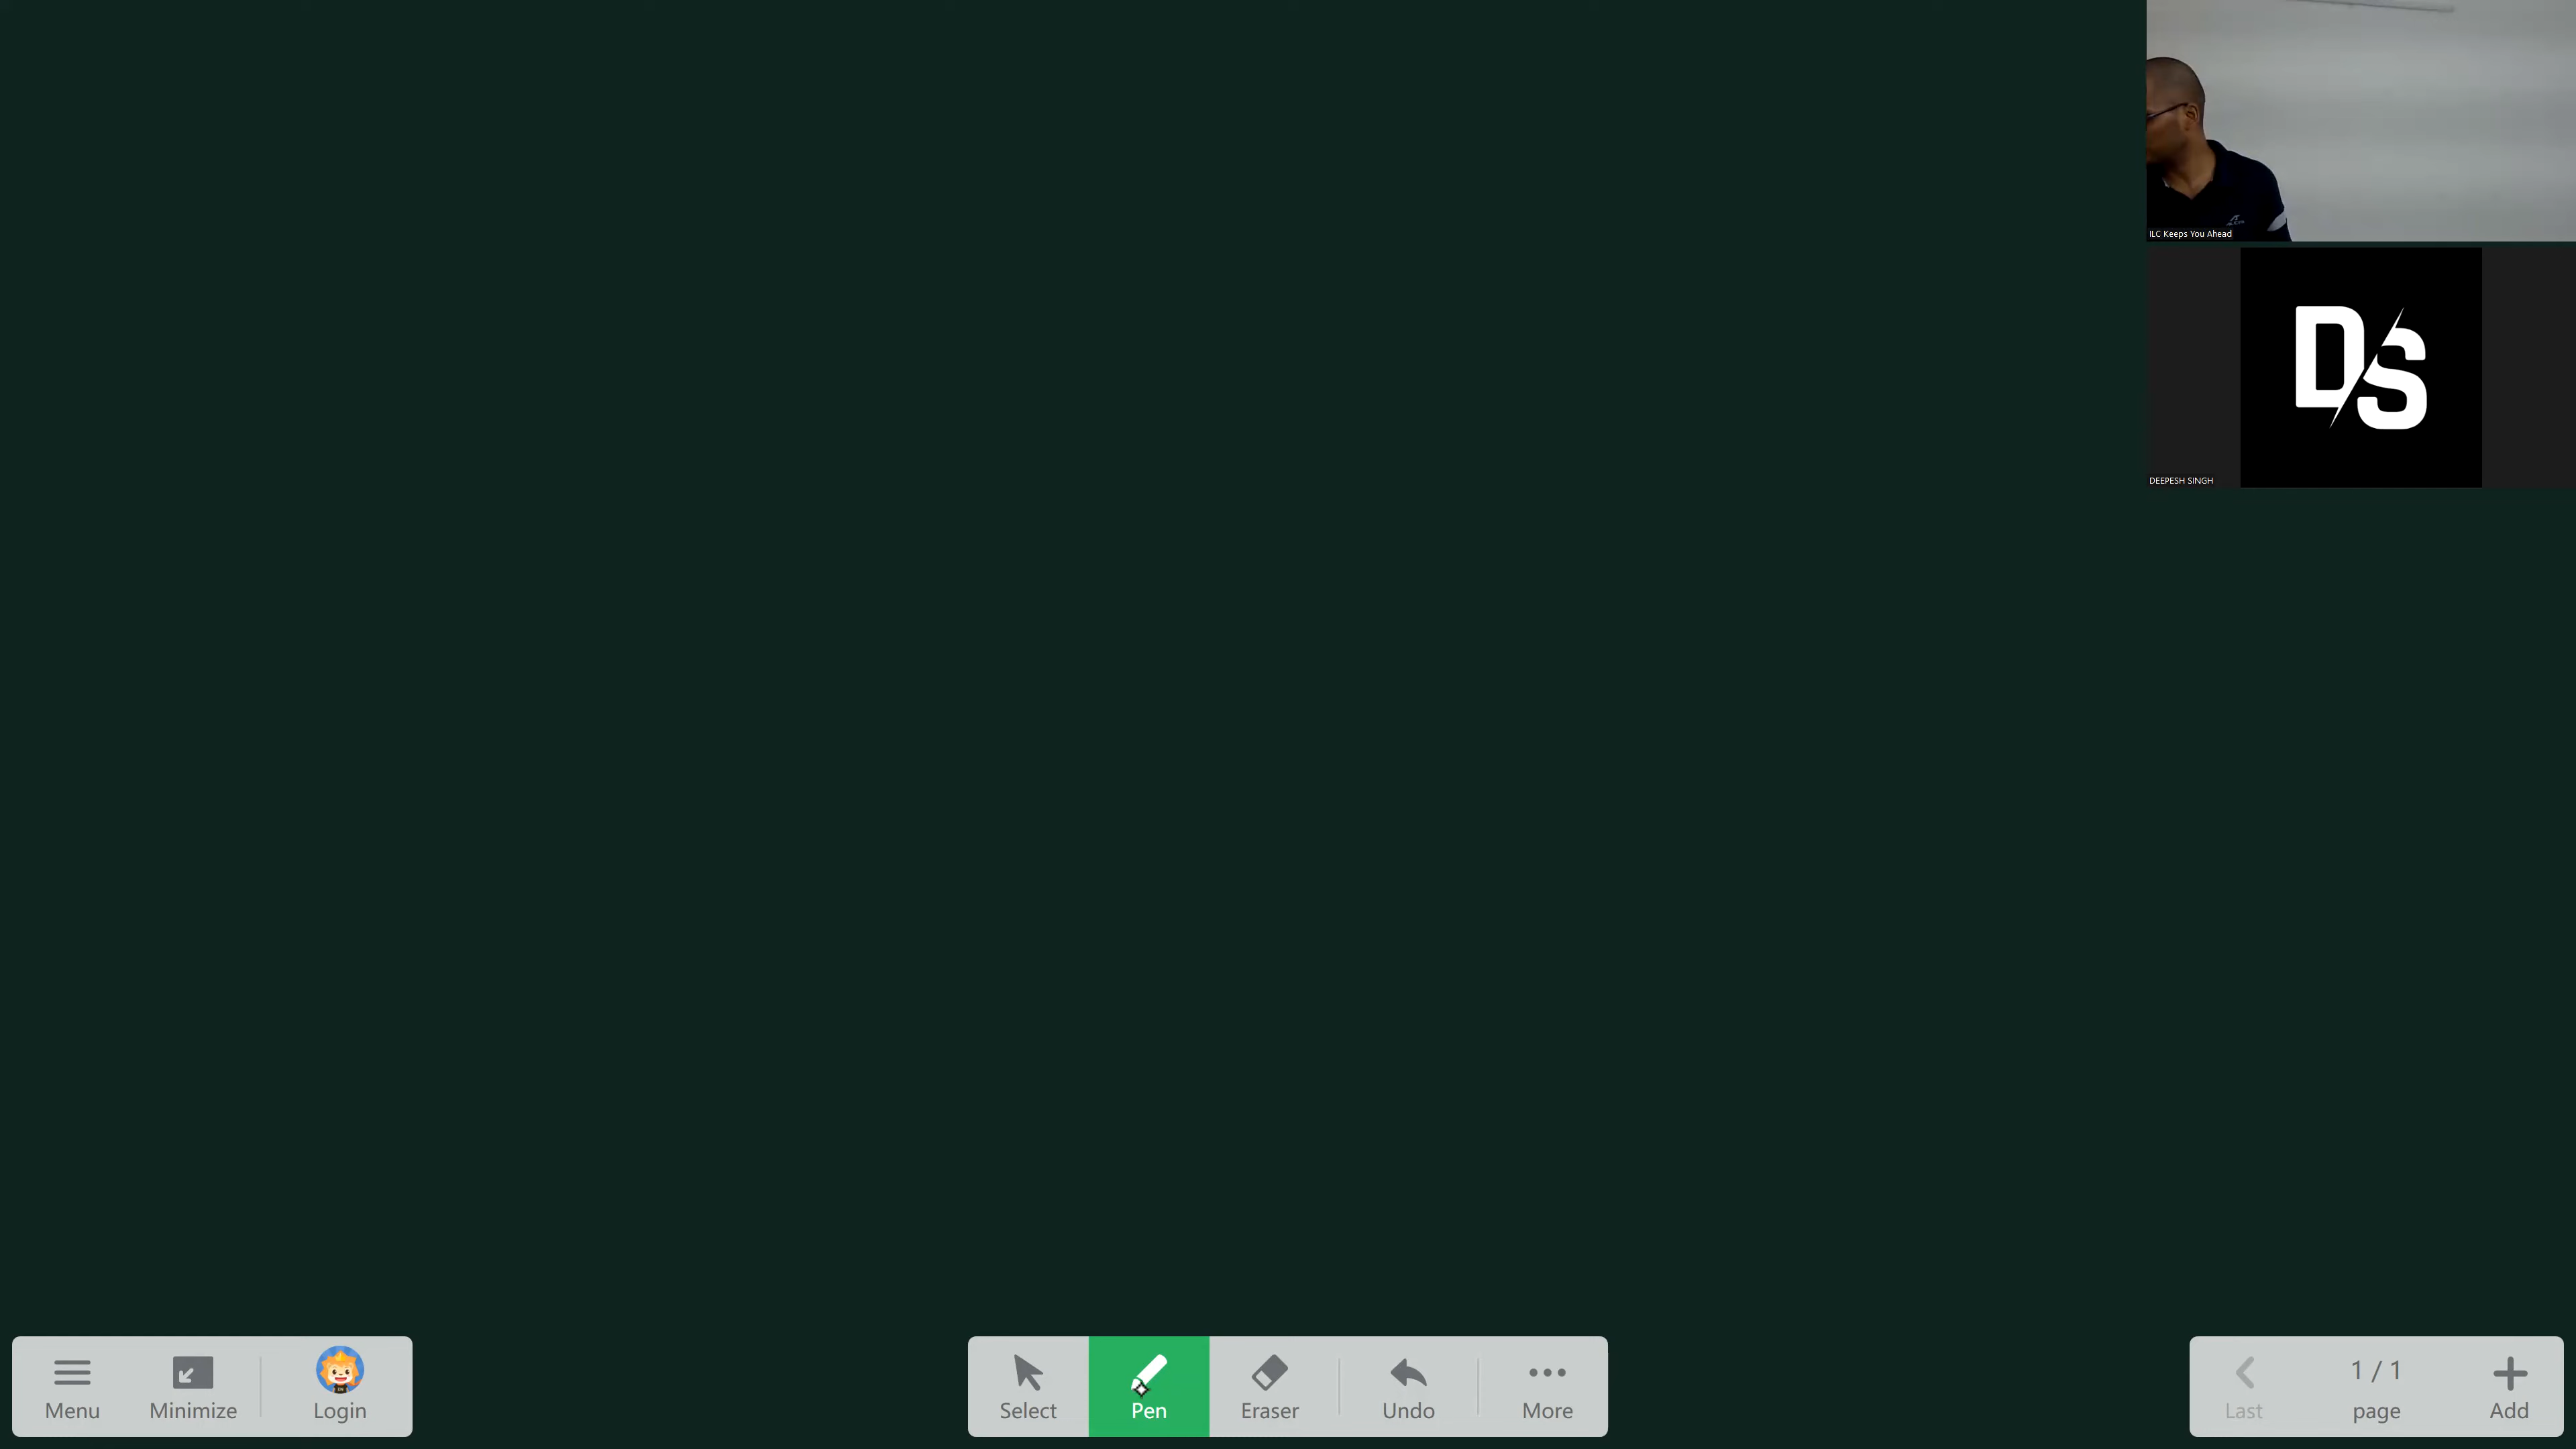 ILC Keeps You Ahead
DS
DEEPESH SINGH
Menu
Minimize
Login
Select
Pen
Eraser
Undo
More
Last
1 / 1
page
Add